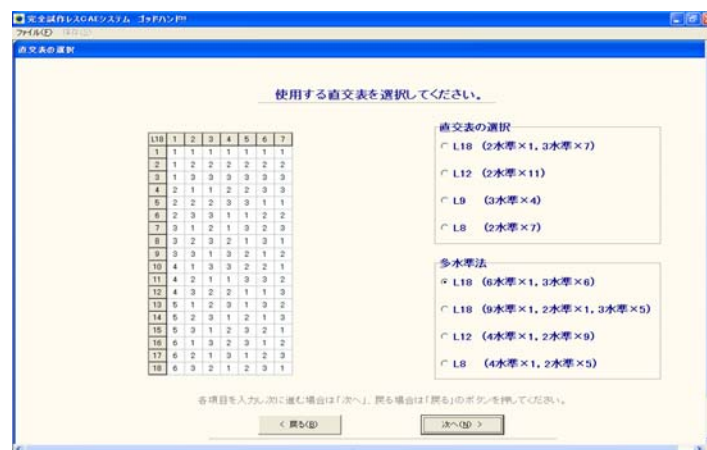 完全試作レスCAEシステム ゴッドハンド!!
ファイル(F) 保存(S)
直交表の選択
使用する直交表を選択してください。
L18 1 2 3 4 5 6 7
1 1 1 1 1 1 1 1
2 1 2 2 2 2 2 2
3 1 3 3 3 3 3 3
4 2 1 1 2 2 3 3
5 2 2 2 3 3 1 1
6 2 3 3 1 1 2 2
7 3 1 2 1 3 2 3
8 3 2 3 2 1 3 1
9 3 3 1 3 2 1 2
10 4 1 3 3 2 2 1
11 4 2 1 1 3 3 2
12 4 3 2 2 1 1 3
13 5 1 2 3 1 3 2
14 5 2 3 1 2 1 3
15 5 3 1 2 3 2 1
16 6 1 3 2 3 1 2
17 6 2 1 3 1 2 3
18 6 3 2 1 2 3 1
直交表の選択
L18 (2水準×1, 3水準×7)
L12 (2水準×11)
L9 (3水準×4)
L8 (2水準×7)
多水準法
L18 (6水準×1, 3水準×6)
L18 (9水準×1, 2水準×1, 3水準×5)
L12 (4水準×1, 2水準×9)
L8 (4水準×1, 2水準×5)
各項目を入力し、次に進む場合は「次へ」、戻る場合は「戻る」のボタンを押してください。
< 戻る(B)
次へ(N) >